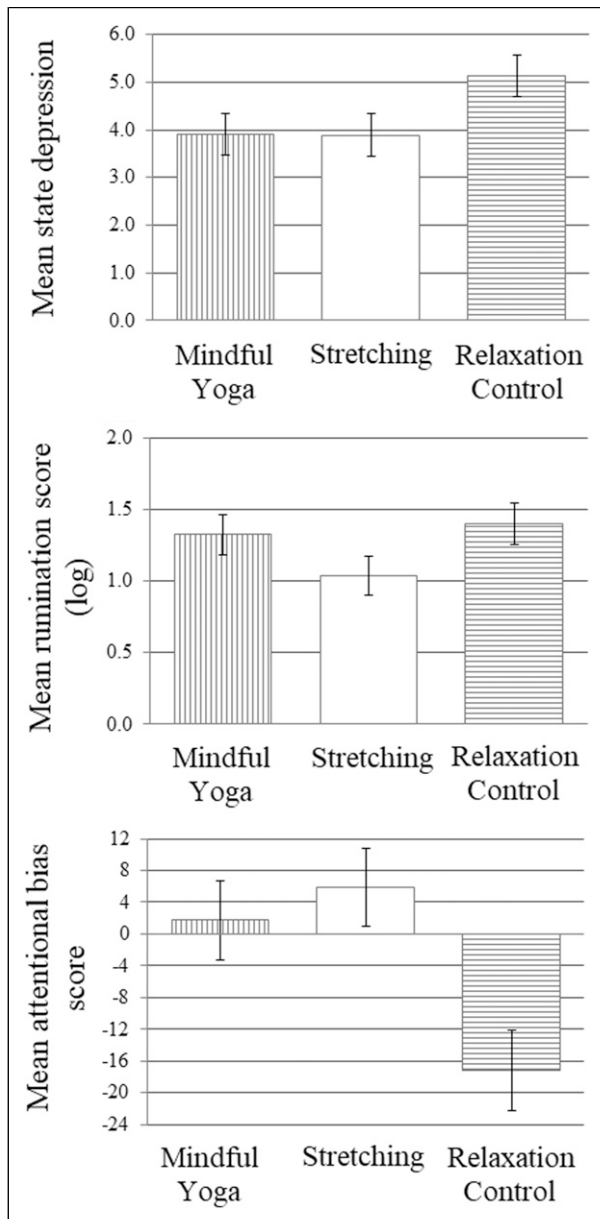 Mean state depression
6.0
5.0
4.0
3.0
2.0
1.0
0.0
Mindful
Yoga
Stretching
Relaxation
Control
Mean rumination score
(log)
2.0
1.5
1.0
0.5
0.0
Mindful
Yoga
Stretching
Relaxation
Control
Mean attentional bias
score
12
8
4
0
-4
-8
-12
-16
-20
-24
Mindful
Yoga
Stretching
Relaxation
Control